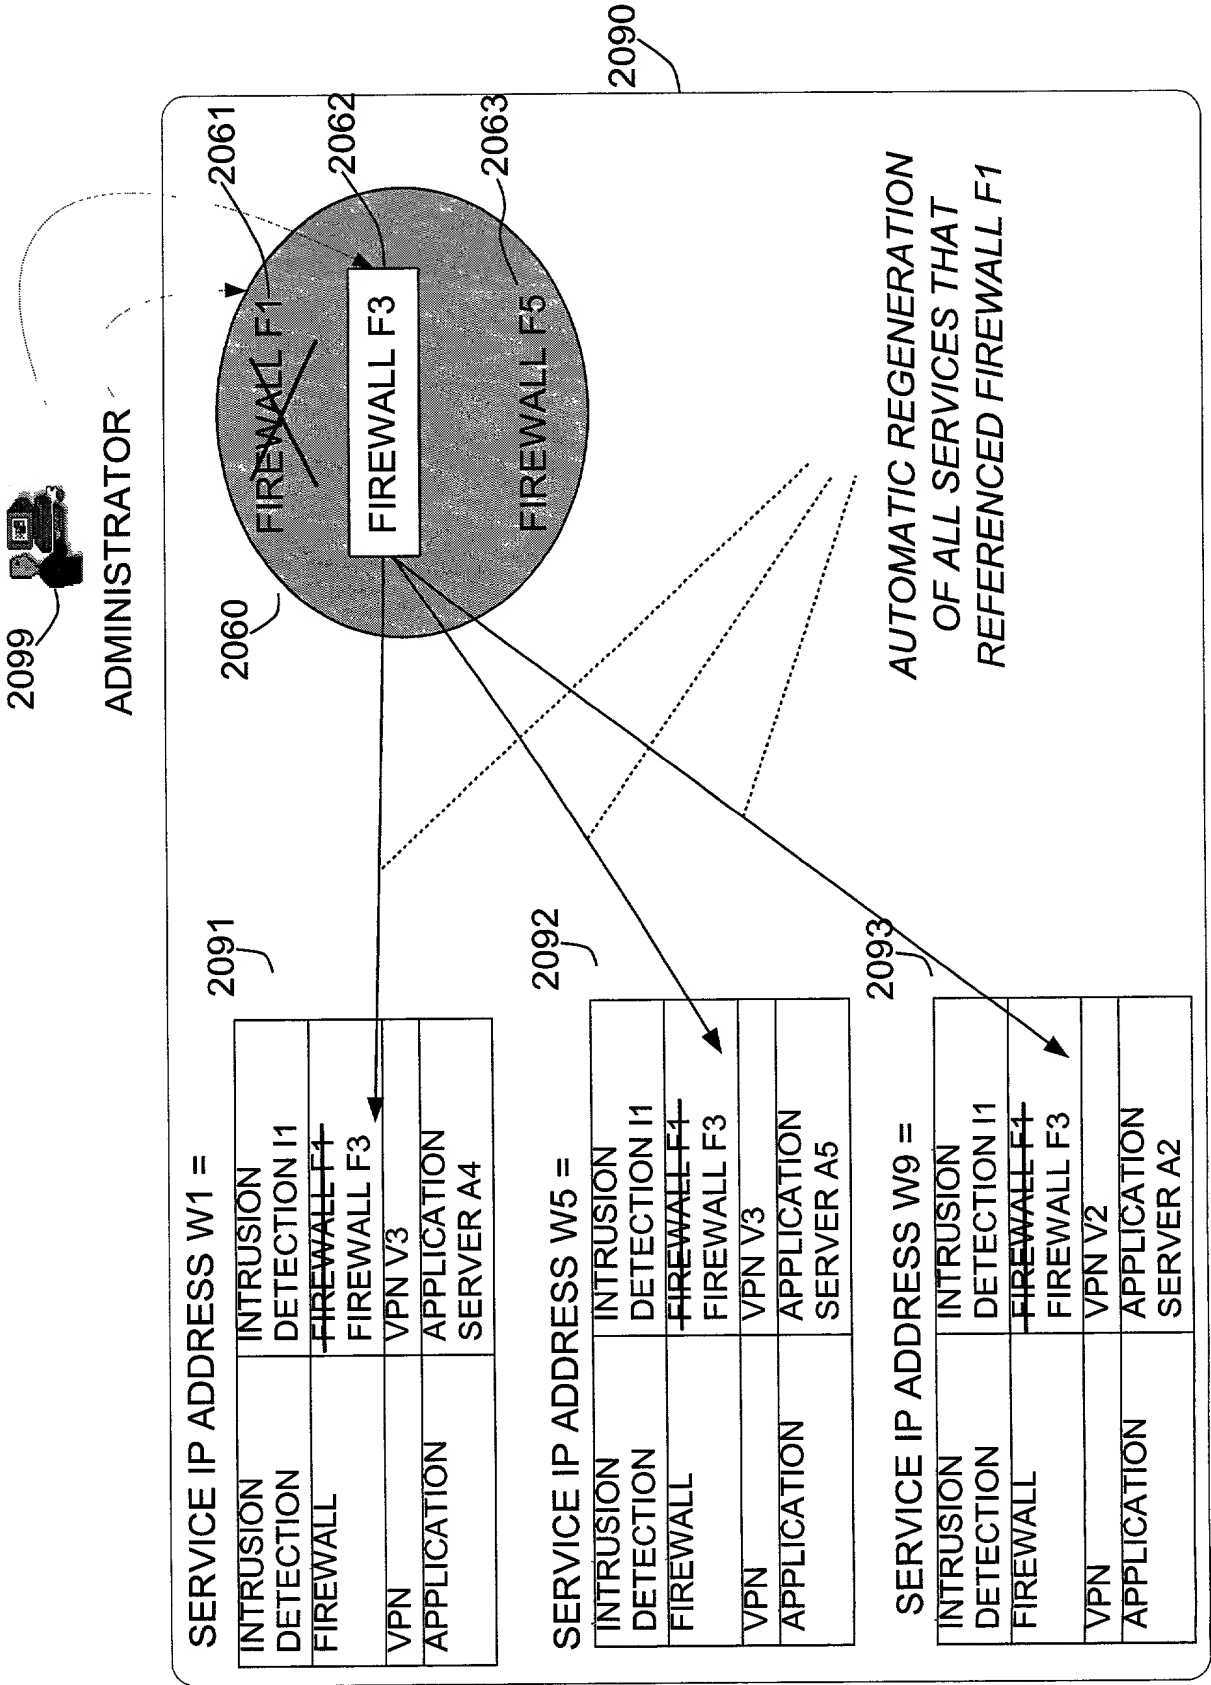 2099
ADMINISTRATOR
2090
SERVICE IP ADDRESS W1 =
2091
INTRUSION
DETECTION
INTRUSION
DETECTION I1
FIREWALL
FIREWALL F1
FIREWALL F3
VPN
VPN V3
APPLICATION
APPLICATION
SERVER A4
SERVICE IP ADDRESS W5 =
2092
INTRUSION
DETECTION
INTRUSION
DETECTION I1
FIREWALL
FIREWALL F1
FIREWALL F3
VPN
VPN V3
APPLICATION
APPLICATION
SERVER A5
SERVICE IP ADDRESS W9 =
2093
INTRUSION
DETECTION
INTRUSION
DETECTION I1
FIREWALL
FIREWALL F1
FIREWALL F3
VPN
VPN V2
APPLICATION
APPLICATION
SERVER A2
2060
FIREWALL F1
2061
FIREWALL F3
2062
FIREWALL F5
2063
AUTOMATIC REGENERATION
OF ALL SERVICES THAT
REFERENCED FIREWALL F1